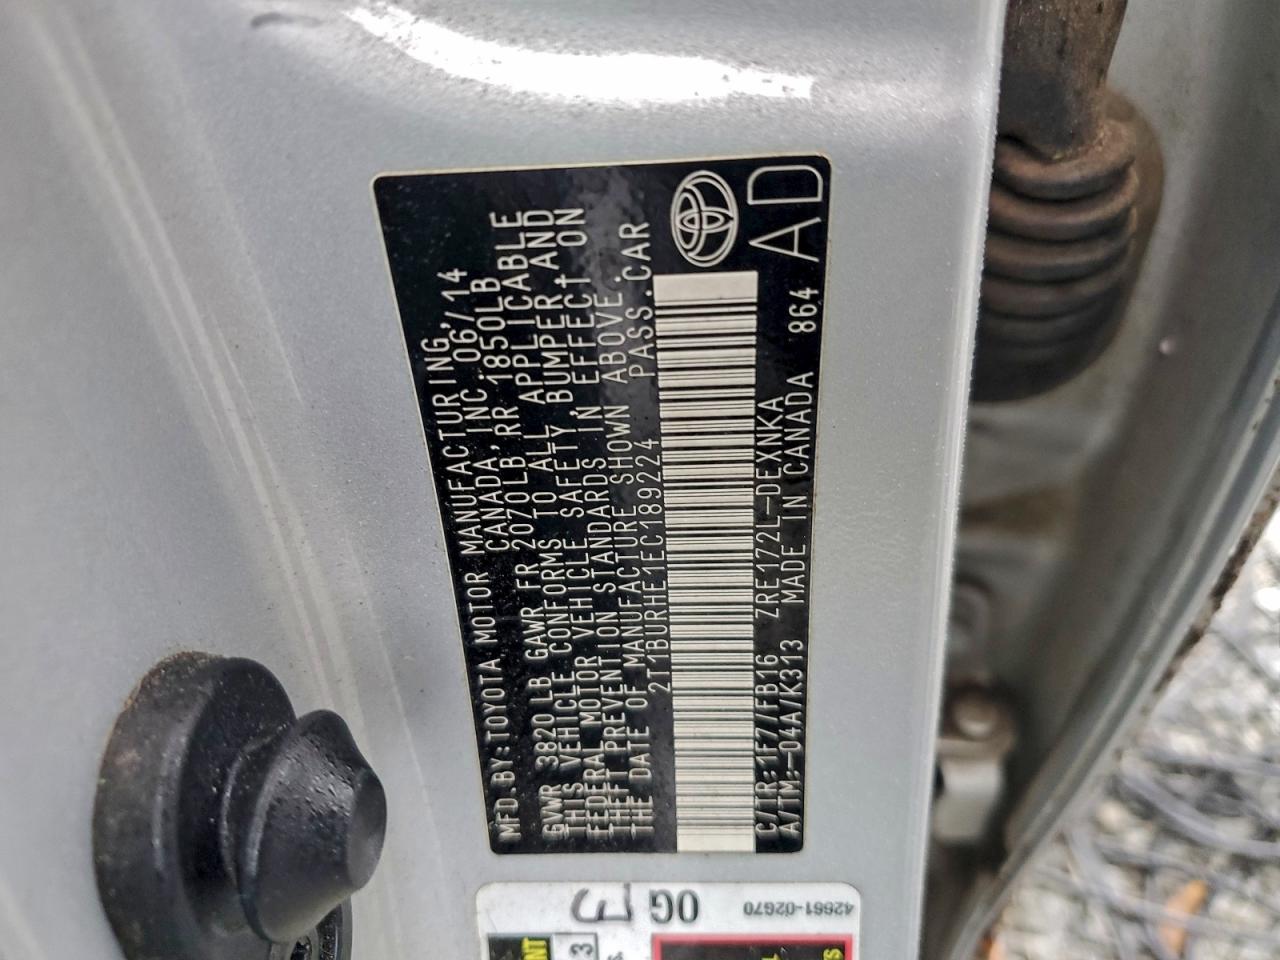 MFD.BY:TOYOTA MOTOR MANUFACTURING,
CANADA, INC. 06/14
GVWR 3820LB GAWR FR 2070LB, RR 1850LB
THIS VEHICLE CONFORMS TO ALL APPLICABLE
FEDERAL MOTOR VEHICLE SAFETY, BUMPER, AND
THEFT PREVENTION STANDARDS IN EFFECT ON
THE DATE OF MANUFACTURE SHOWN ABOVE.
2T1BURHE1EC189224 PASS.CAR
C/TR:1F7/FB16 ZRE172L-DEXNKA
A/TM:-04A/K313 MADE IN CANADA 864
AD
42661-02G70
0G
3